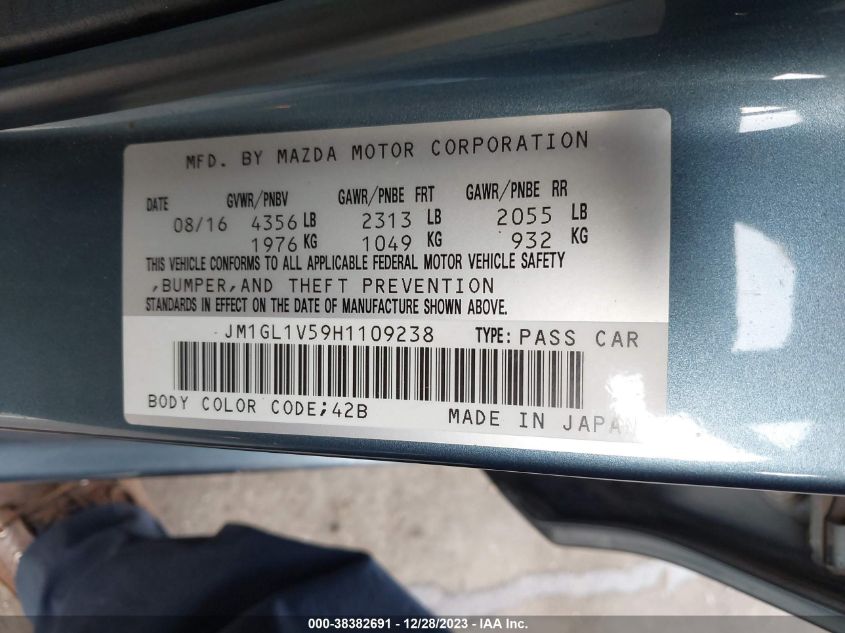 MFD. BY MAZDA MOTOR CORPORATION
DATE GVWR/PNBV GAWR/PNBE FRT GAWR/PNBE RR
08/16 4356 LB 2313 LB 2055 LB
1976 KG 1049 KG 932 KG
THIS VEHICLE CONFORMS TO ALL APPLICABLE FEDERAL MOTOR VEHICLE SAFETY
,BUMPER,AND THEFT PREVENTION
STANDARDS IN EFFECT ON THE DATE OF MANUFACTURE SHOWN ABOVE.
JM1GL1V59H1109238 TYPE: PASS CAR
BODY COLOR CODE;42B MADE IN JAPAN
000-38382691 - 12/28/2023 - © IAA Inc.